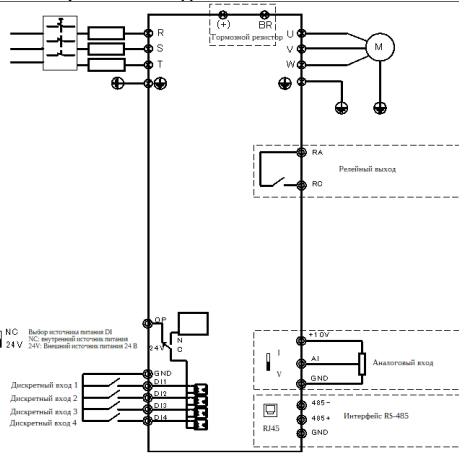 (+) BR
Тормозной резистор
R
S
T
U
V
W
M
RA
Релейный выход
RC
OP
NC
24V
Выбор источника питания DI
NC: внутренний источник питания
24V: Внешний источник питания 24 В
24V
N
C
+10V
I
AI
V
Аналоговый вход
GND
GND
DI1
DI2
DI3
DI4
Дискретный вход 1
Дискретный вход 2
Дискретный вход 3
Дискретный вход 4
485-
485+
GND
RJ45
Интерфейс RS-485